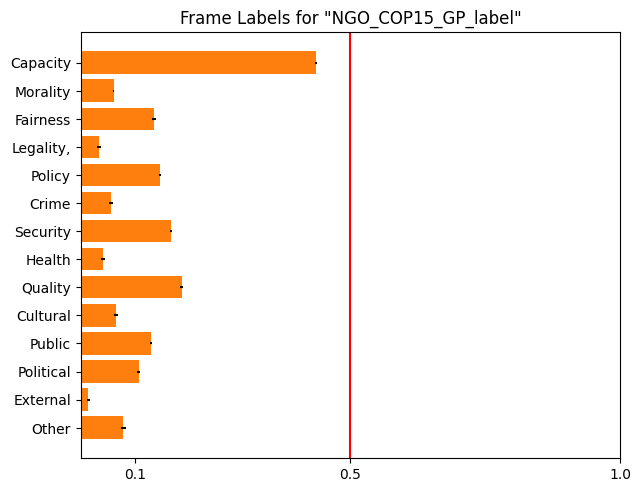 Frame Labels for "NGO_COP15_GP_label"
Capacity
Morality
Fairness
Legality,
Policy
Crime
Security
Health
Quality
Cultural
Public
Political
External
Other
0.1 0.5 1.0